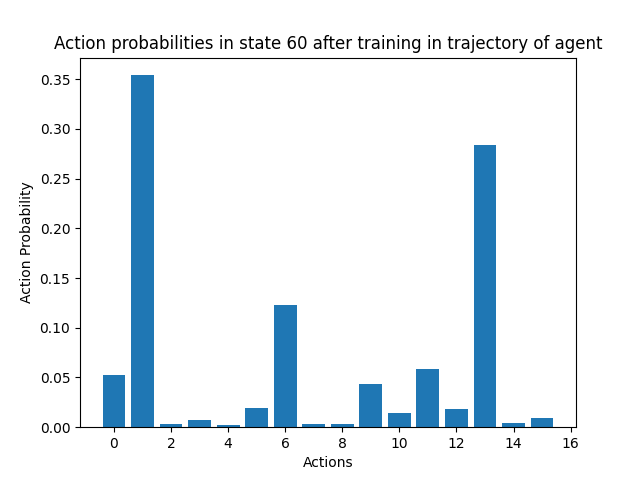 Action probabilities in state 60 after training in trajectory of agent
0.35
0.30
0.25
0.20
0.15
0.10
0.05
0.00
Action Probability
0 2 4 6 8 10 12 14 16
Actions